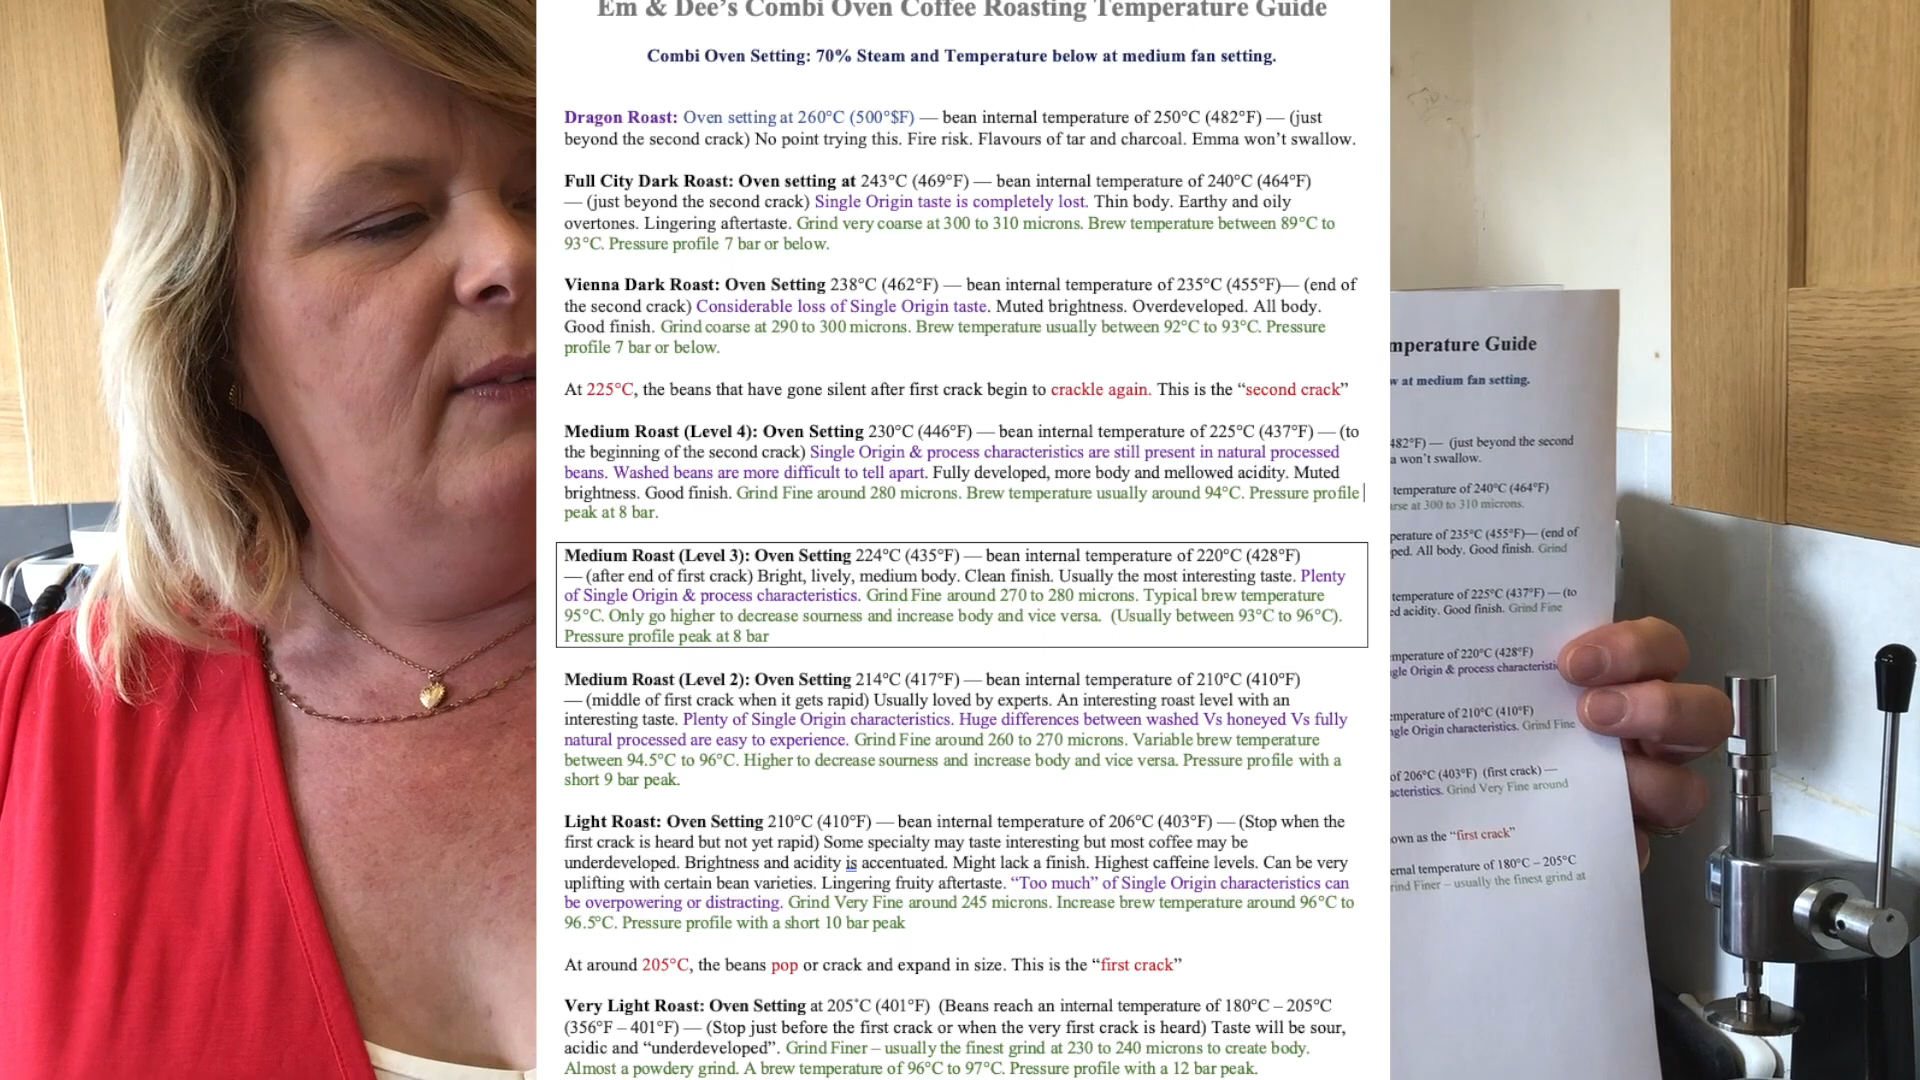 Em & Dee's Combi Oven Coffee Roasting Temperature Guide
Combi Oven Setting: 70% Steam and Temperature below at medium fan setting.
Dragon Roast: Oven setting at 260°C (500°$F) — bean internal temperature of 250°C (482°F) — (just
beyond the second crack) No point trying this. Fire risk. Flavours of tar and charcoal. Emma won't swallow.
Full City Dark Roast: Oven setting at 243°C (469°F) — bean internal temperature of 240°C (464°F)
— (just beyond the second crack) Single Origin taste is completely lost. Thin body. Earthy and oily
overtones. Lingering aftertaste. Grind very coarse at 300 to 310 microns. Brew temperature between 89°C to
93°C. Pressure profile 7 bar or below.
Vienna Dark Roast: Oven Setting 238°C (462°F) — bean internal temperature of 235°C (455°F)— (end of
the second crack) Considerable loss of Single Origin taste. Muted brightness. Overdeveloped. All body.
Good finish. Grind coarse at 290 to 300 microns. Brew temperature usually between 92°C to 93°C. Pressure
profile 7 bar or below.
At 225°C, the beans that have gone silent after first crack begin to crackle again. This is the "second crack"
Medium Roast (Level 4): Oven Setting 230°C (446°F) — bean internal temperature of 225°C (437°F) — (to
the beginning of the second crack) Single Origin & process characteristics are still present in natural processed
beans. Washed beans are more difficult to tell apart. Fully developed, more body and mellowed acidity. Muted
brightness. Good finish. Grind Fine around 280 microns. Brew temperature usually around 94°C. Pressure profile
peak at 8 bar.
Medium Roast (Level 3): Oven Setting 224°C (435°F) — bean internal temperature of 220°C (428°F)
— (after end of first crack) Bright, lively, medium body. Clean finish. Usually the most interesting taste. Plenty
of Single Origin & process characteristics. Grind Fine around 270 to 280 microns. Typical brew temperature
95°C. Only go higher to decrease sourness and increase body and vice versa. (Usually between 93°C to 96°C).
Pressure profile peak at 8 bar
Medium Roast (Level 2): Oven Setting 214°C (417°F) — bean internal temperature of 210°C (410°F)
— (middle of first crack when it gets rapid) Usually loved by experts. An interesting roast level with an
interesting taste. Plenty of Single Origin characteristics. Huge differences between washed Vs honeyed Vs fully
natural processed are easy to experience. Grind Fine around 260 to 270 microns. Variable brew temperature
between 94.5°C to 96°C. Higher to decrease sourness and increase body and vice versa. Pressure profile with a
short 9 bar peak.
Light Roast: Oven Setting 210°C (410°F) — bean internal temperature of 206°C (403°F) — (Stop when the
first crack is heard but not yet rapid) Some specialty may taste interesting but most coffee may be
underdeveloped. Brightness and acidity is accentuated. Might lack a finish. Highest caffeine levels. Can be very
uplifting with certain bean varieties. Lingering fruity aftertaste. "Too much" of Single Origin characteristics can
be overpowering or distracting. Grind Very Fine around 245 microns. Increase brew temperature around 96°C to
96.5°C. Pressure profile with a short 10 bar peak
At around 205°C, the beans pop or crack and expand in size. This is the "first crack"
Very Light Roast: Oven Setting at 205°C (401°F) (Beans reach an internal temperature of 180°C – 205°C
(356°F – 401°F) — (Stop just before the first crack or when the very first crack is heard) Taste will be sour,
acidic and "underdeveloped". Grind Finer – usually the finest grind at 230 to 240 microns to create body.
Almost a powdery grind. A brew temperature of 96°C to 97°C. Pressure profile with a 12 bar peak.
mperature Guide
w at medium fan setting.
482°F) — (just beyond the second
a won't swallow.
temperature of 240°C (464°F)
arse at 300 to 310 microns.
perature of 235°C (455°F)— (end of
ped. All body. Good finish. Grind
temperature of 225°C (437°F) — (to
ed acidity. Good finish. Grind Fine
mperature of 220°C (428°F)
ngle Origin & process characteristi
mperature of 210°C (410°F)
ngle Origin characteristics. Grind Fine
of 206°C (403°F) (first crack) —
acteristics. Grind Very Fine around
own as the "first crack"
ernal temperature of 180°C – 205°C
rind Finer – usually the finest grind at